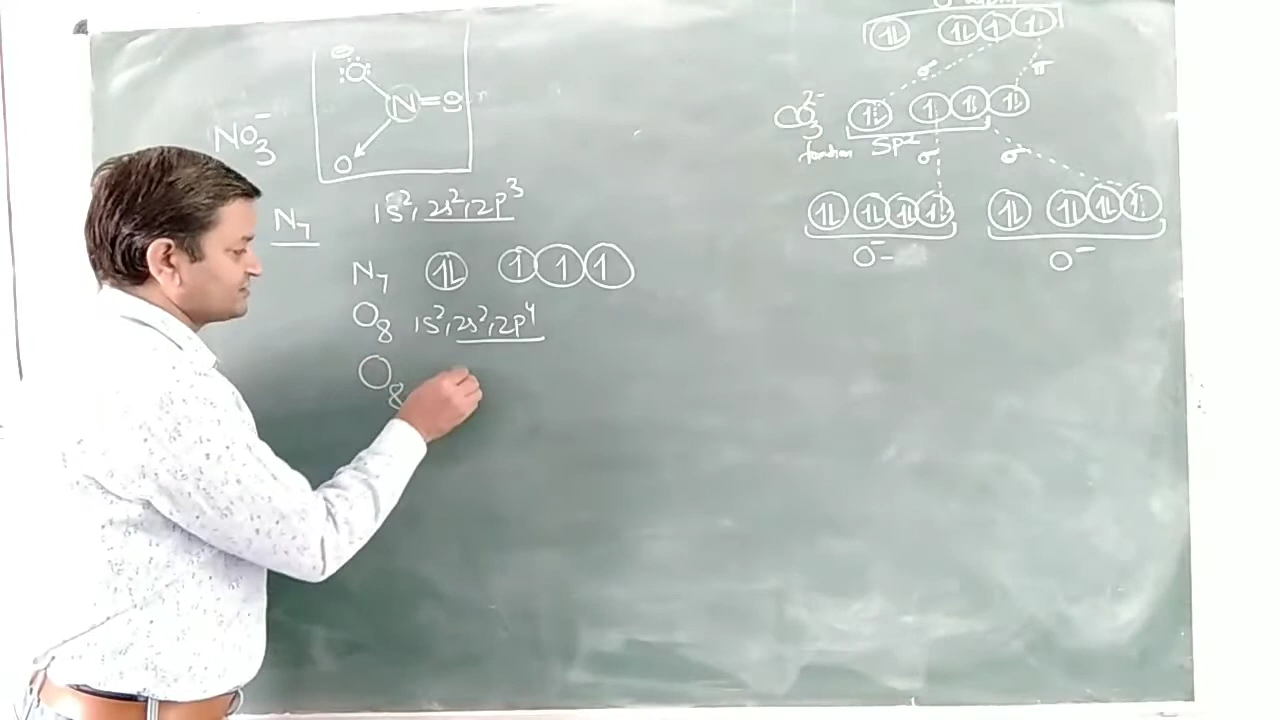 NO₃⁻
:Ö:⁻
N=O
O
N₇ 1s²,2s²,2p³
N₇ ⥮ ↿ ↿ ↿
O₈ 1s²,2s²,2p⁴
O₈
⥮ ⥮ ↿ ↿
σ π
CO₃²⁻
SP²
σ σ
⥮ ⥮ ⥮ ⥮ ⥮ ⥮ ⥮
O⁻ O⁻